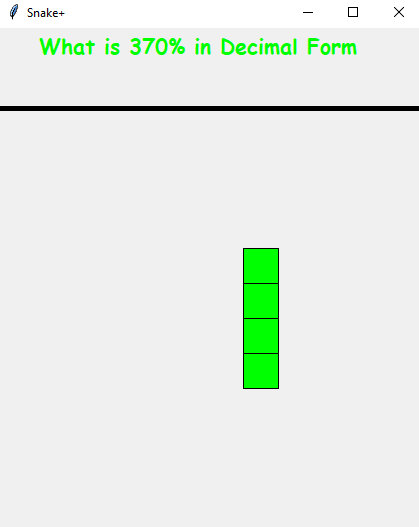 Snake+
What is 370% in Decimal Form